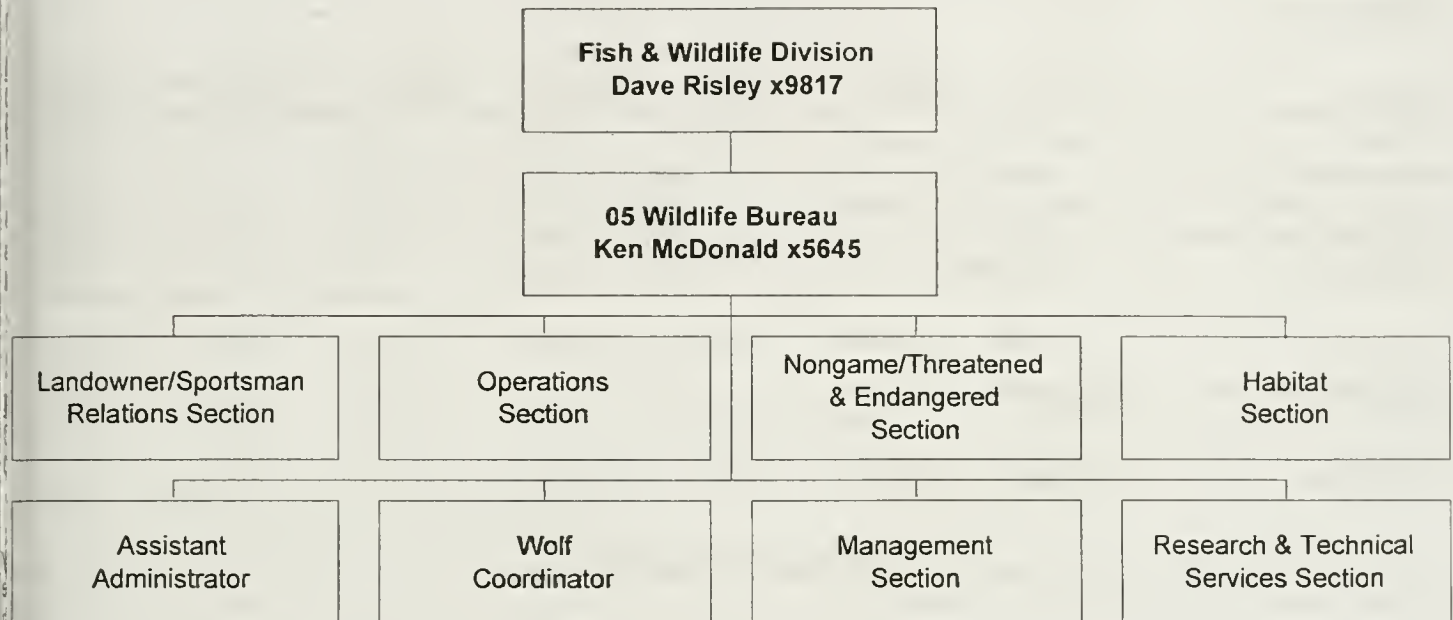 Fish & Wildlife Division
Dave Risley x9817
05 Wildlife Bureau
Ken McDonald x5645
Landowner/Sportsman
Relations Section
Operations
Section
Nongame/Threatened
& Endangered
Section
Habitat
Section
Assistant
Administrator
Wolf
Coordinator
Management
Section
Research & Technical
Services Section